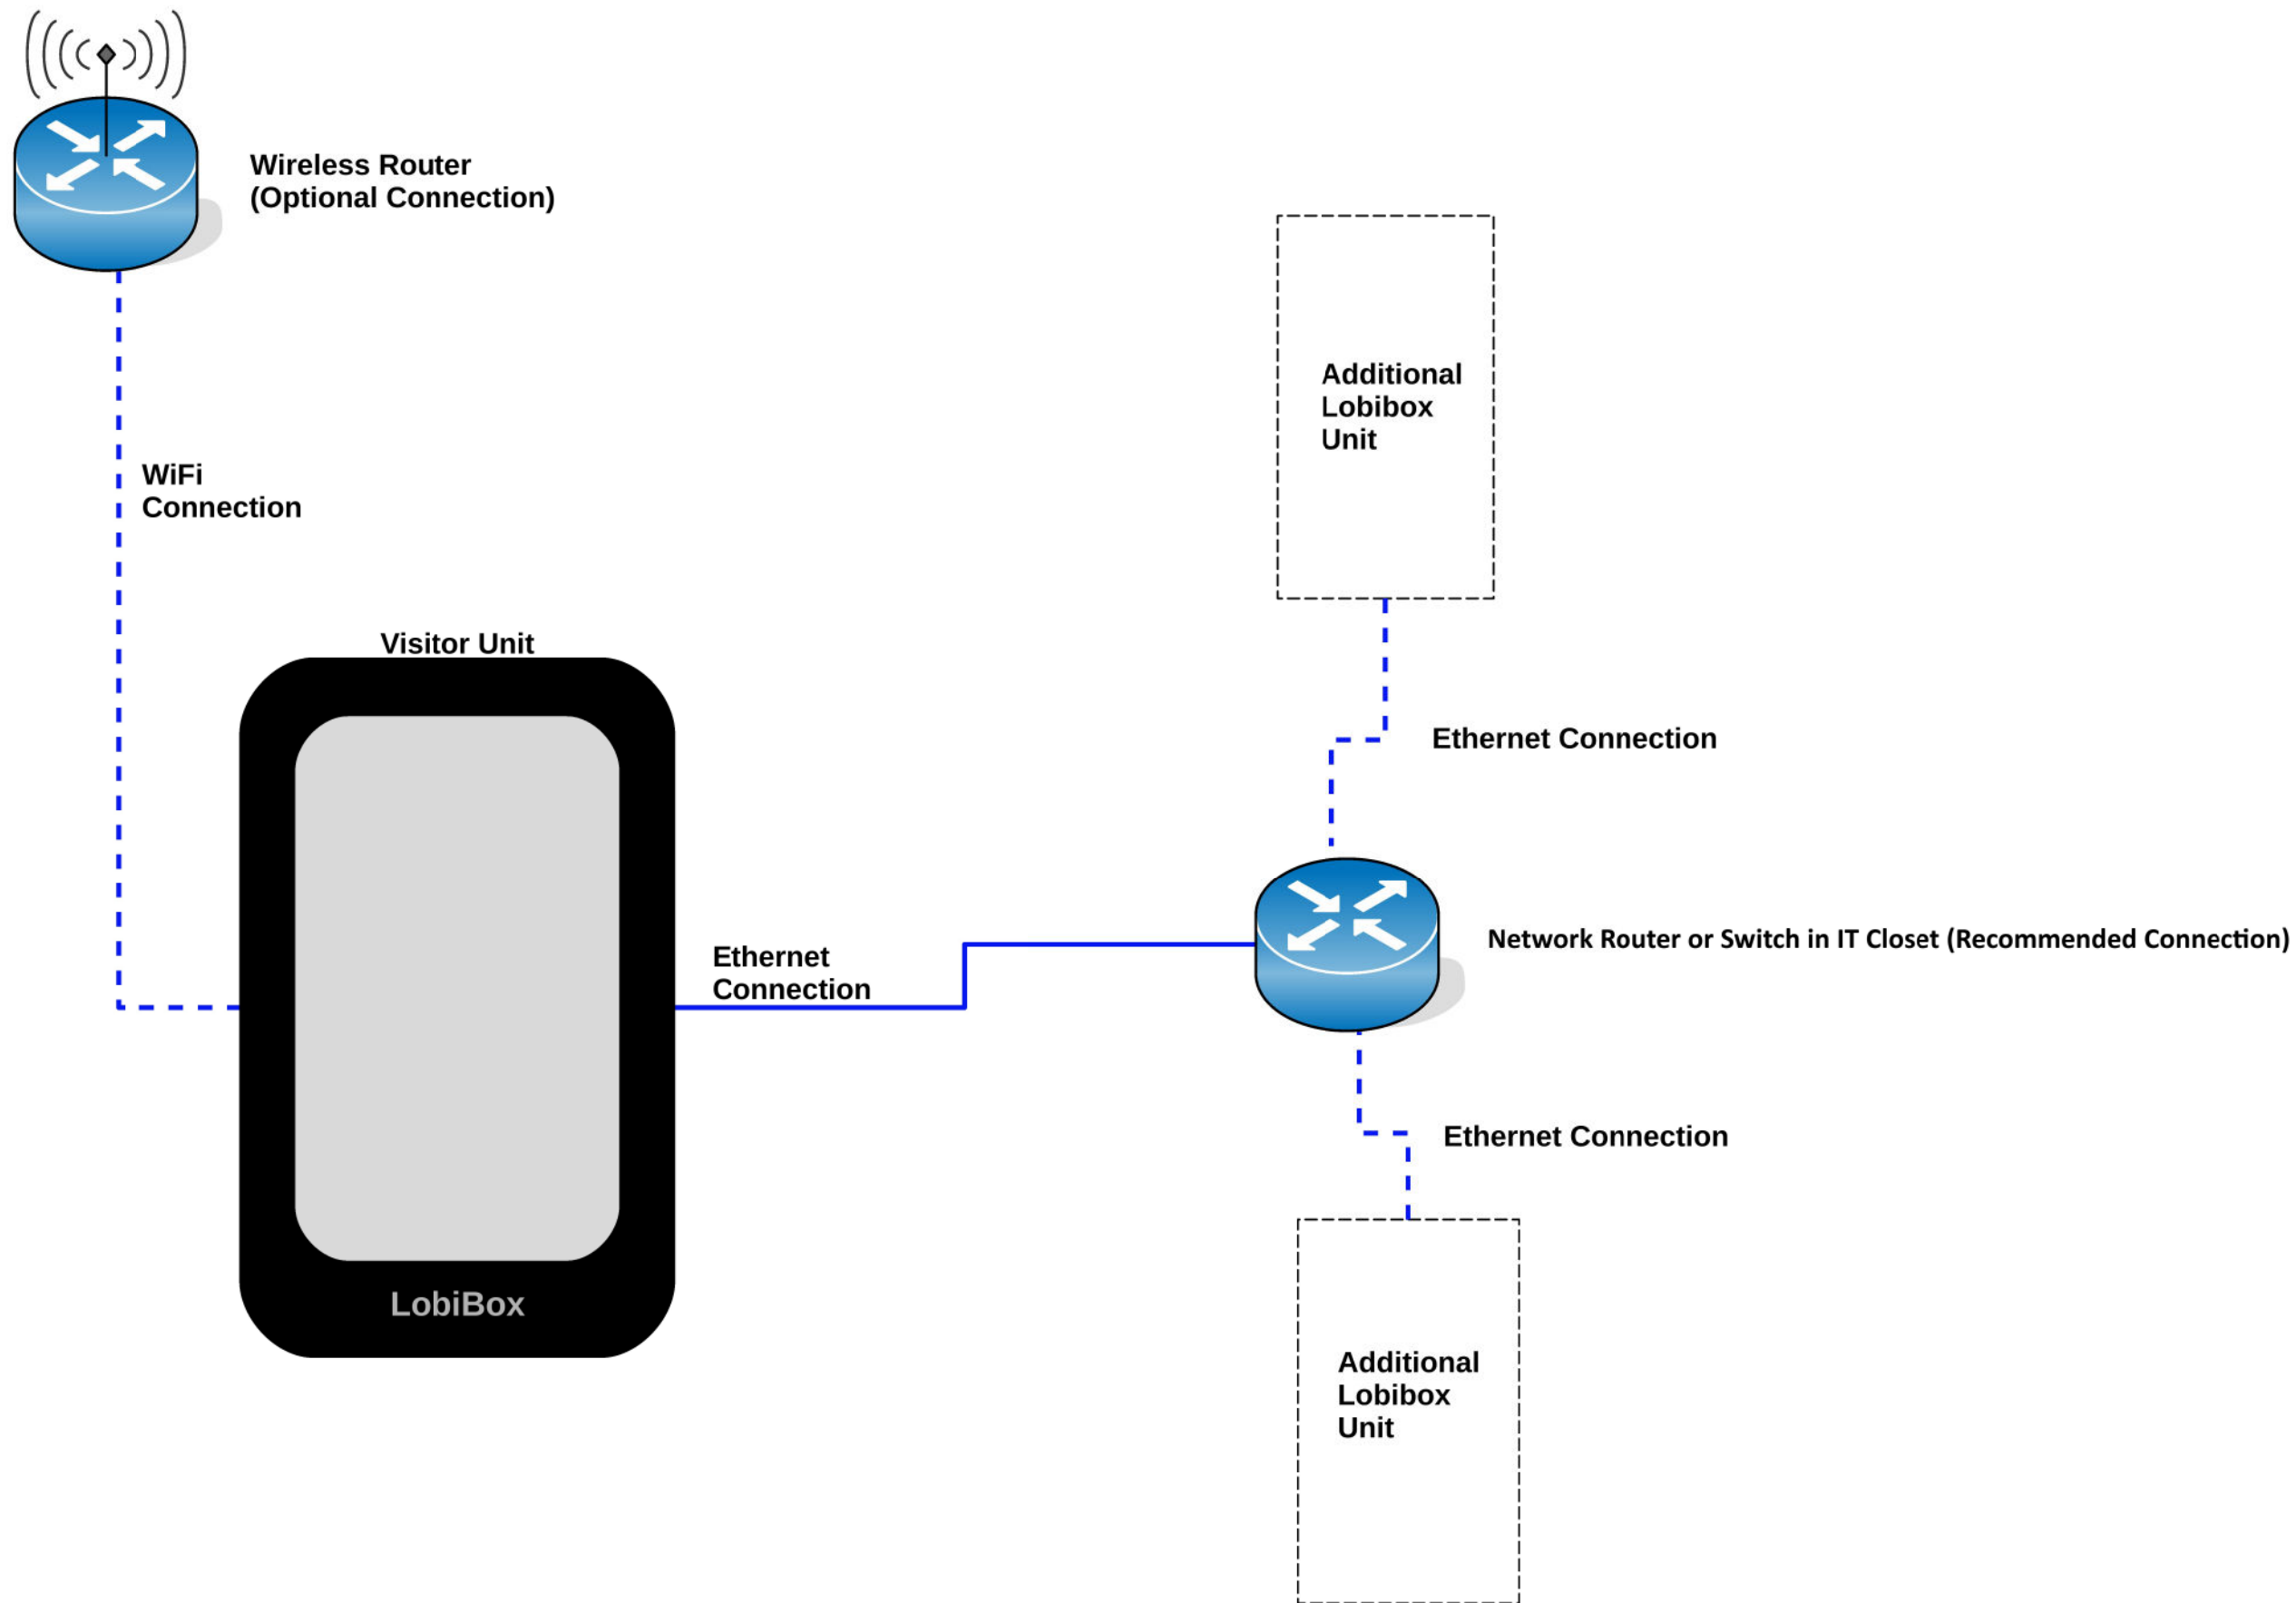 Wireless Router
(Optional Connection)
Additional
Lobibox
Unit
WiFi
Connection
Visitor Unit
Ethernet Connection
Ethernet
Connection
Network Router or Switch in IT Closet (Recommended Connection)
Ethernet Connection
LobiBox
Additional
Lobibox
Unit